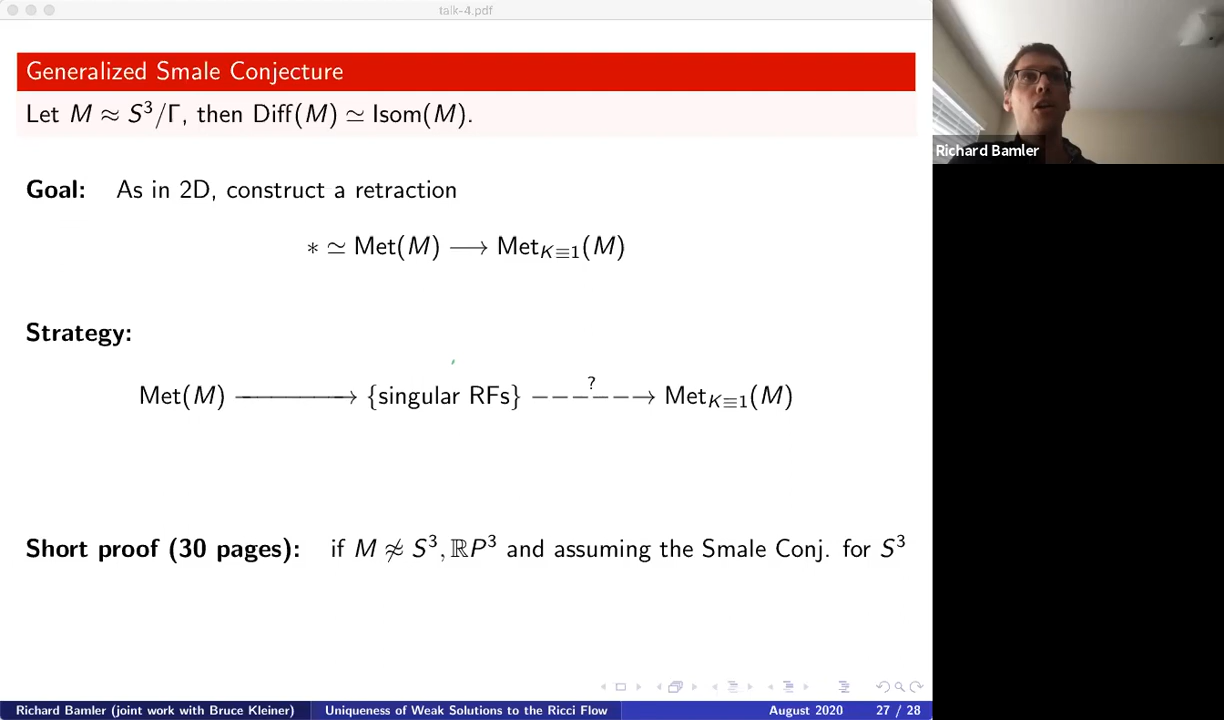 talk-4.pdf
Generalized Smale Conjecture
Let M ≈ S³/Γ, then Diff(M) ≃ Isom(M).
Goal: As in 2D, construct a retraction
∗ ≃ Met(M) ⟶ Met_{K≡1}(M)
Strategy:
?
Met(M) ⟶ {singular RFs} ⇢ Met_{K≡1}(M)
Short proof (30 pages): if M ≉ S³, ℝP³ and assuming the Smale Conj. for S³
Richard Bamler (joint work with Bruce Kleiner) Uniqueness of Weak Solutions to the Ricci Flow August 2020 27 / 28
Richard Bamler